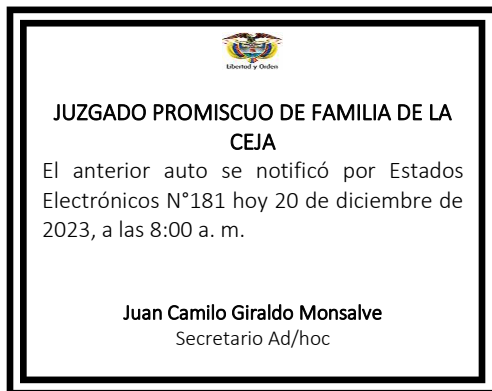 Libertad y Orden
JUZGADO PROMISCUO DE FAMILIA DE LA
CEJA
El anterior auto se notificó por Estados
Electrónicos N°181 hoy 20 de diciembre de
2023, a las 8:00 a. m.
Juan Camilo Giraldo Monsalve
Secretario Ad/hoc